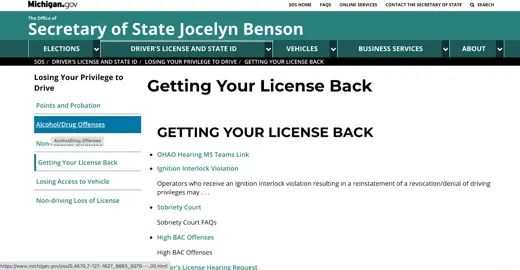 Michigan.gov
SOS HOME FAQS ONLINE SERVICES CONTACT THE SECRETARY OF STATE SEARCH
The Office of
Secretary of State Jocelyn Benson
ELECTIONS DRIVER'S LICENSE AND STATE ID VEHICLES BUSINESS SERVICES ABOUT
SOS / DRIVER'S LICENSE AND STATE ID / LOSING YOUR PRIVILEGE TO DRIVE / GETTING YOUR LICENSE BACK
Losing Your Privilege to
Drive
Points and Probation
Alcohol/Drug Offenses
Alcohol/Drug Offenses
Getting Your License Back
Losing Access to Vehicle
Non-driving Loss of License
Getting Your License Back
GETTING YOUR LICENSE BACK
OHAO Hearing MS Teams Link
Ignition Interlock Violation
Operators who receive an ignition interlock violation resulting in a reinstatement of a revocation/denial of driving
privileges may . . .
Sobriety Court
Sobriety Court FAQs
High BAC Offenses
High BAC Offenses
License Hearing Request